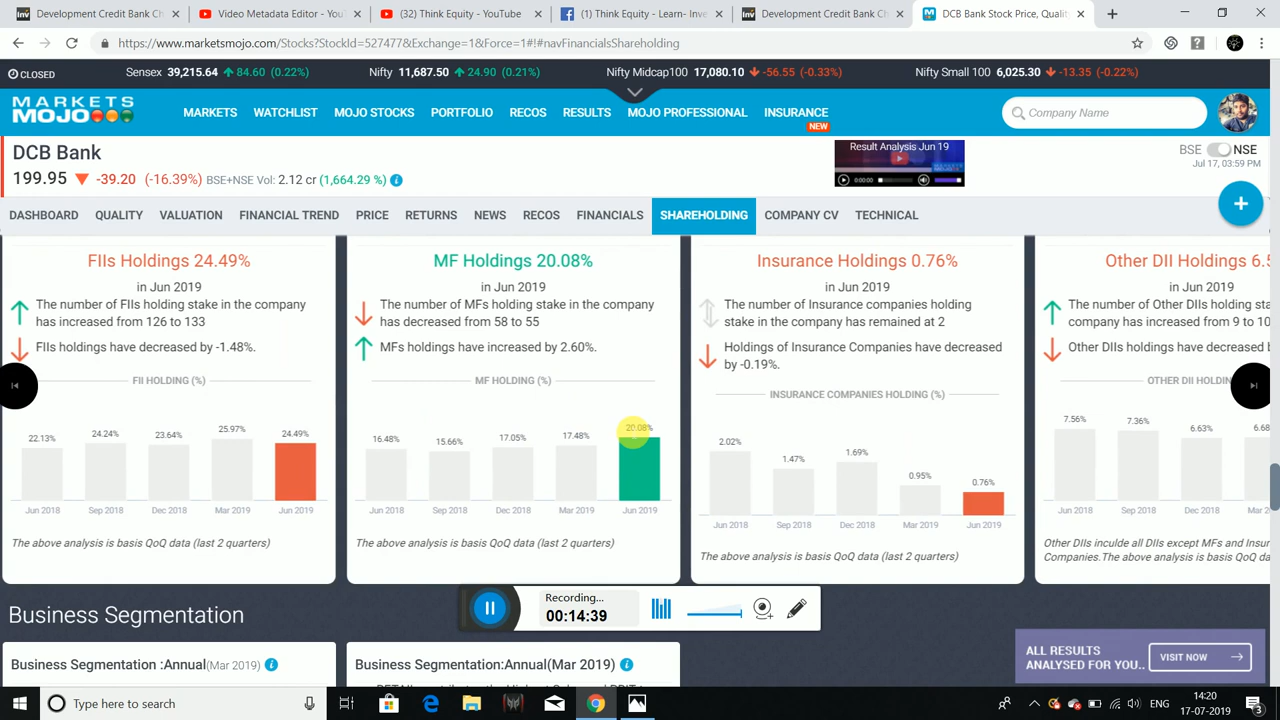 Development Credit Bank Ch
Video Metadata Editor - You
(32) Think Equity - YouTube
(1) Think Equity - Learn- Inve
Development Credit Bank Ch
DCB Bank Stock Price, Quali
https://www.marketsmojo.com/Stocks?StockId=527477&Exchange=1&Force=1#!#navFinancialsShareholding
CLOSED
Sensex 39,215.64 84.60 (0.22%)
Nifty 11,687.50 24.90 (0.21%)
Nifty Midcap100 17,080.10 -56.55 (-0.33%)
Nifty Small 100 6,025.30 -13.35 (-0.22%)
MARKETS
MOJO
MARKETS WATCHLIST MOJO STOCKS PORTFOLIO RECOS RESULTS MOJO PROFESSIONAL INSURANCE
NEW
Company Name
DCB Bank
199.95 -39.20 (-16.39%) BSE+NSE Vol: 2.12 cr (1,664.29 %)
Result Analysis Jun 19
0:00:00
BSE NSE
Jul 17, 03:59 PM
DASHBOARD QUALITY VALUATION FINANCIAL TREND PRICE RETURNS NEWS RECOS FINANCIALS SHAREHOLDING COMPANY CV TECHNICAL
FIIs Holdings 24.49%
in Jun 2019
The number of FIIs holding stake in the company
has increased from 126 to 133
FIIs holdings have decreased by -1.48%.
FII HOLDING (%)
22.13% 24.24% 23.64% 25.97% 24.49%
Jun 2018 Sep 2018 Dec 2018 Mar 2019 Jun 2019
The above analysis is basis QoQ data (last 2 quarters)
MF Holdings 20.08%
in Jun 2019
The number of MFs holding stake in the company
has decreased from 58 to 55
MFs holdings have increased by 2.60%.
MF HOLDING (%)
16.48% 15.66% 17.05% 17.48% 20.08%
Jun 2018 Sep 2018 Dec 2018 Mar 2019 Jun 2019
The above analysis is basis QoQ data (last 2 quarters)
Insurance Holdings 0.76%
in Jun 2019
The number of Insurance companies holding
stake in the company has remained at 2
Holdings of Insurance Companies have decreased
by -0.19%.
INSURANCE COMPANIES HOLDING (%)
2.02% 1.47% 1.69% 0.95% 0.76%
Jun 2018 Sep 2018 Dec 2018 Mar 2019 Jun 2019
The above analysis is basis QoQ data (last 2 quarters)
Other DII Holdings 6.5
in Jun 2019
The number of Other DIIs holding sta
company has increased from 9 to 10
Other DIIs holdings have decreased b
OTHER DII HOLDIN
7.56% 7.36% 6.63% 6.68
Jun 2018 Sep 2018 Dec 2018 Mar 2
Other DIIs inculde all DIIs except MFs and Insur
Companies.The above analysis is basis QoQ da
Business Segmentation
Business Segmentation :Annual(Mar 2019)
Business Segmentation:Annual(Mar 2019)
Recording...
00:14:39
ALL RESULTS
ANALYSED FOR YOU..
VISIT NOW
Type here to search
ENG
14:20
17-07-2019
3